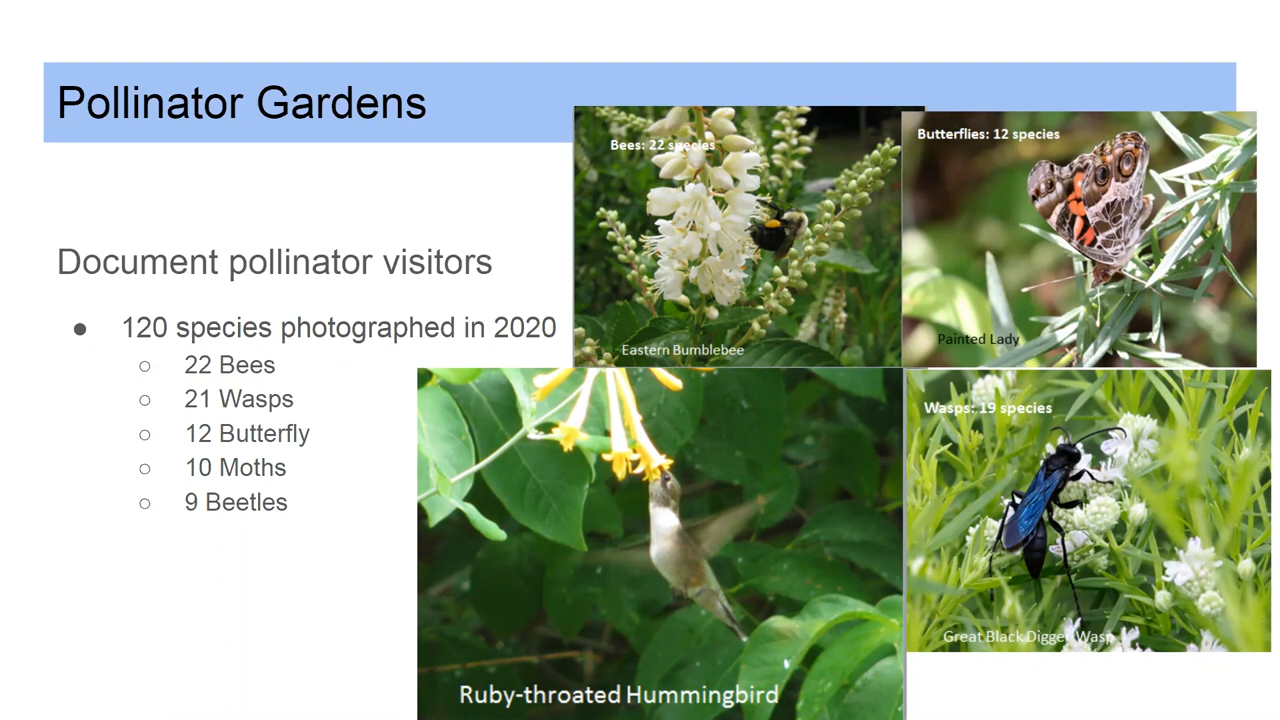 Pollinator Gardens
Document pollinator visitors
● 120 species photographed in 2020
○ 22 Bees
○ 21 Wasps
○ 12 Butterfly
○ 10 Moths
○ 9 Beetles
Bees: 22 species
Eastern Bumblebee
Butterflies: 12 species
Painted Lady
Ruby-throated Hummingbird
Wasps: 19 species
Great Black Digger Wasp